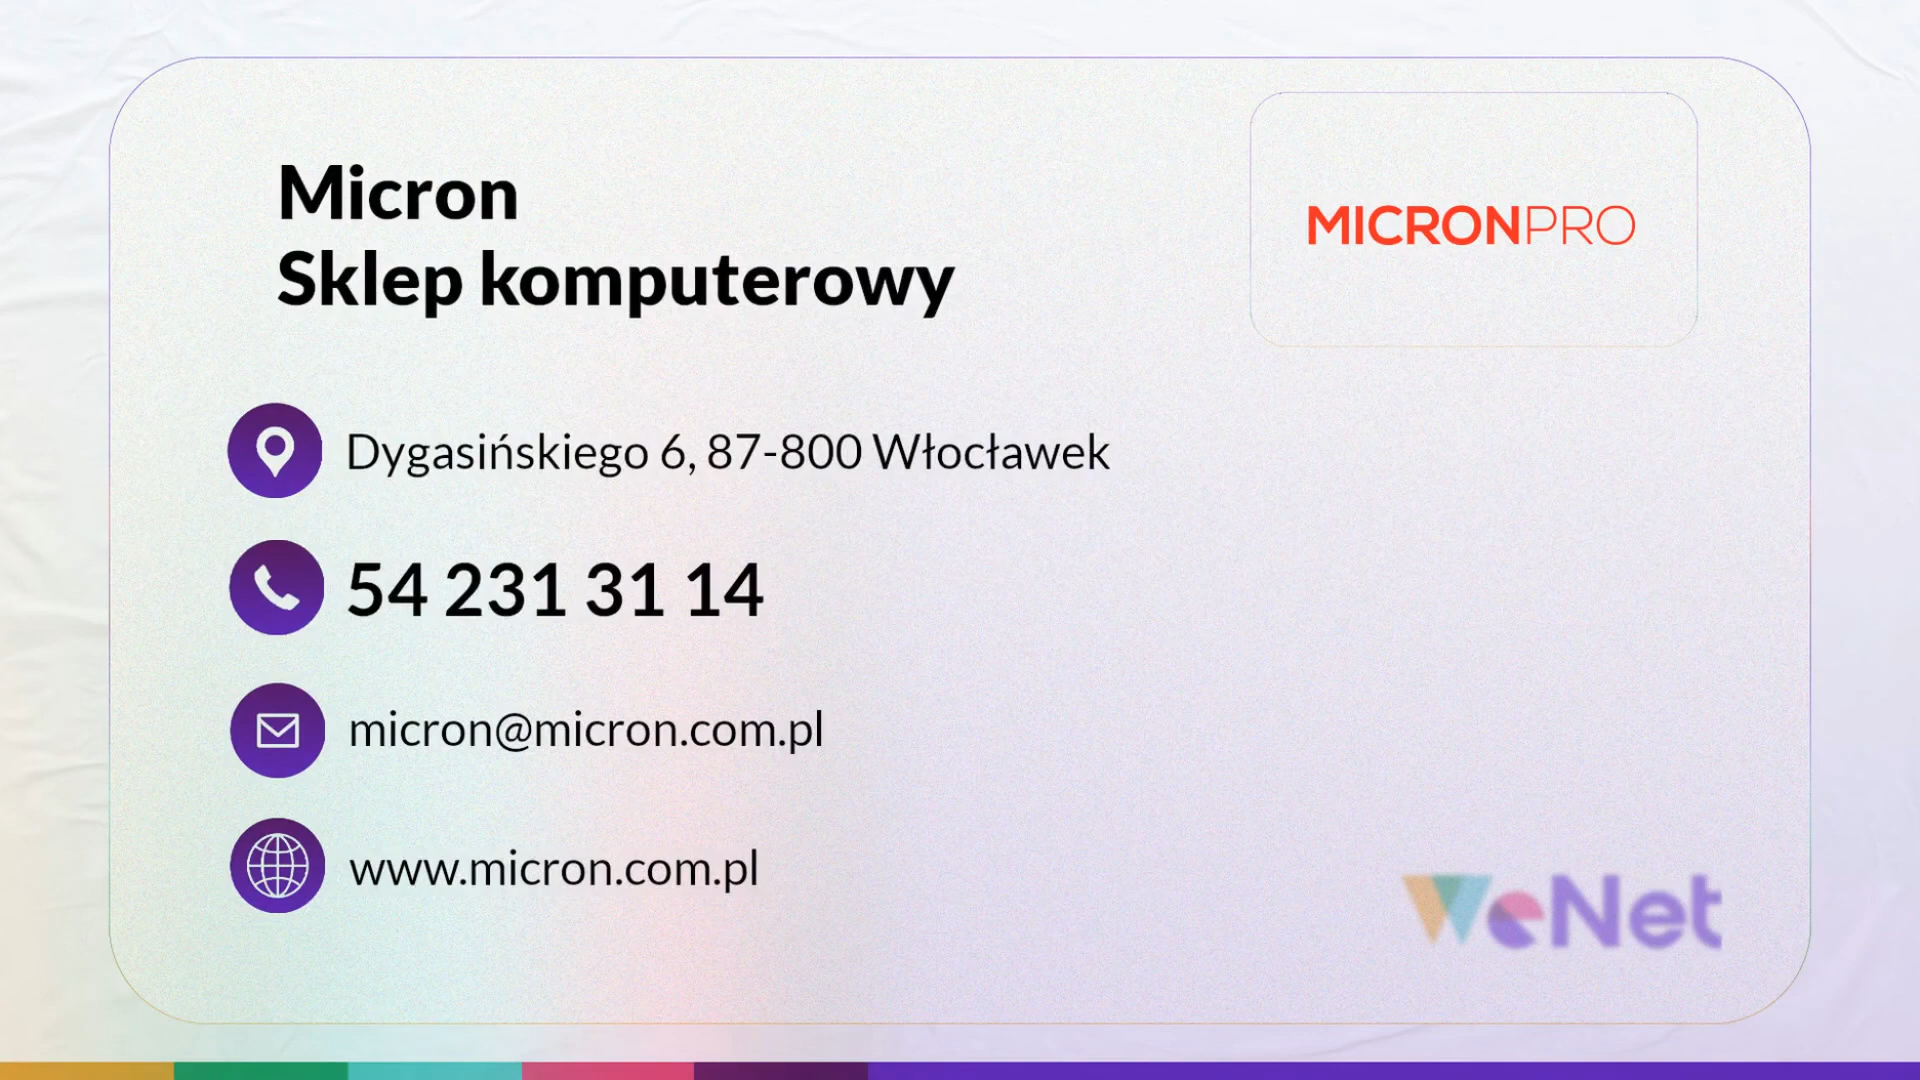 Micron
Sklep komputerowy
MICRONPRO
Dygasińskiego 6, 87-800 Włocławek
54 231 31 14
micron@micron.com.pl
www.micron.com.pl
WeNet